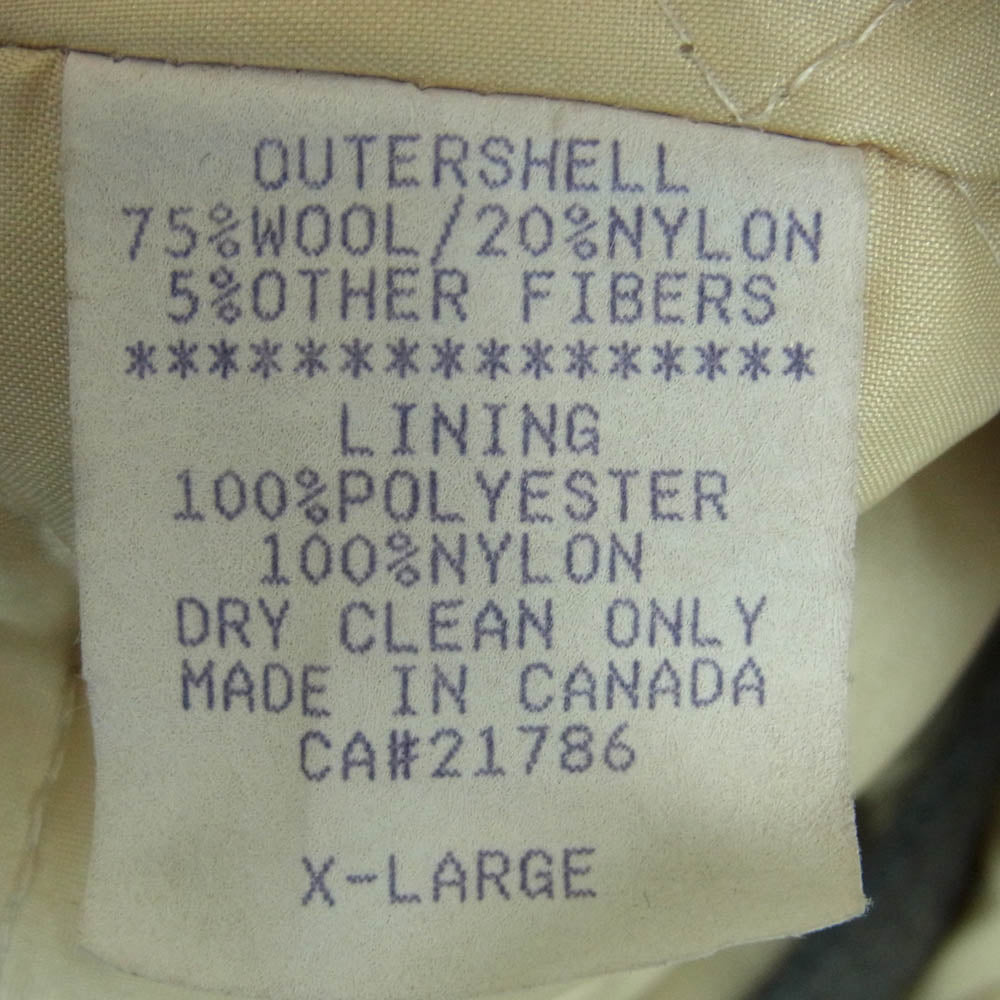 OUTERSHELL
75%WOOL/20%NYLON
5%OTHER FIBERS
****************
LINING
100%POLYESTER
100%NYLON
DRY CLEAN ONLY
MADE IN CANADA
CA#21786
X-LARGE